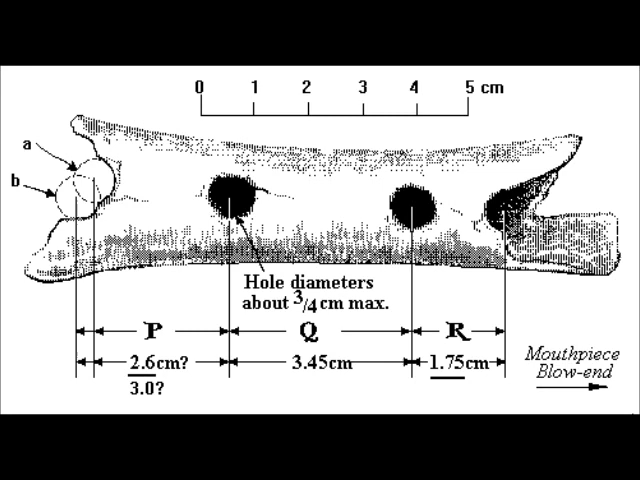 0 1 2 3 4 5 cm
a
b
Hole diameters
about 3/4 cm max.
P Q R
2.6cm? 3.45cm 1.75cm
3.0?
Mouthpiece
Blow-end